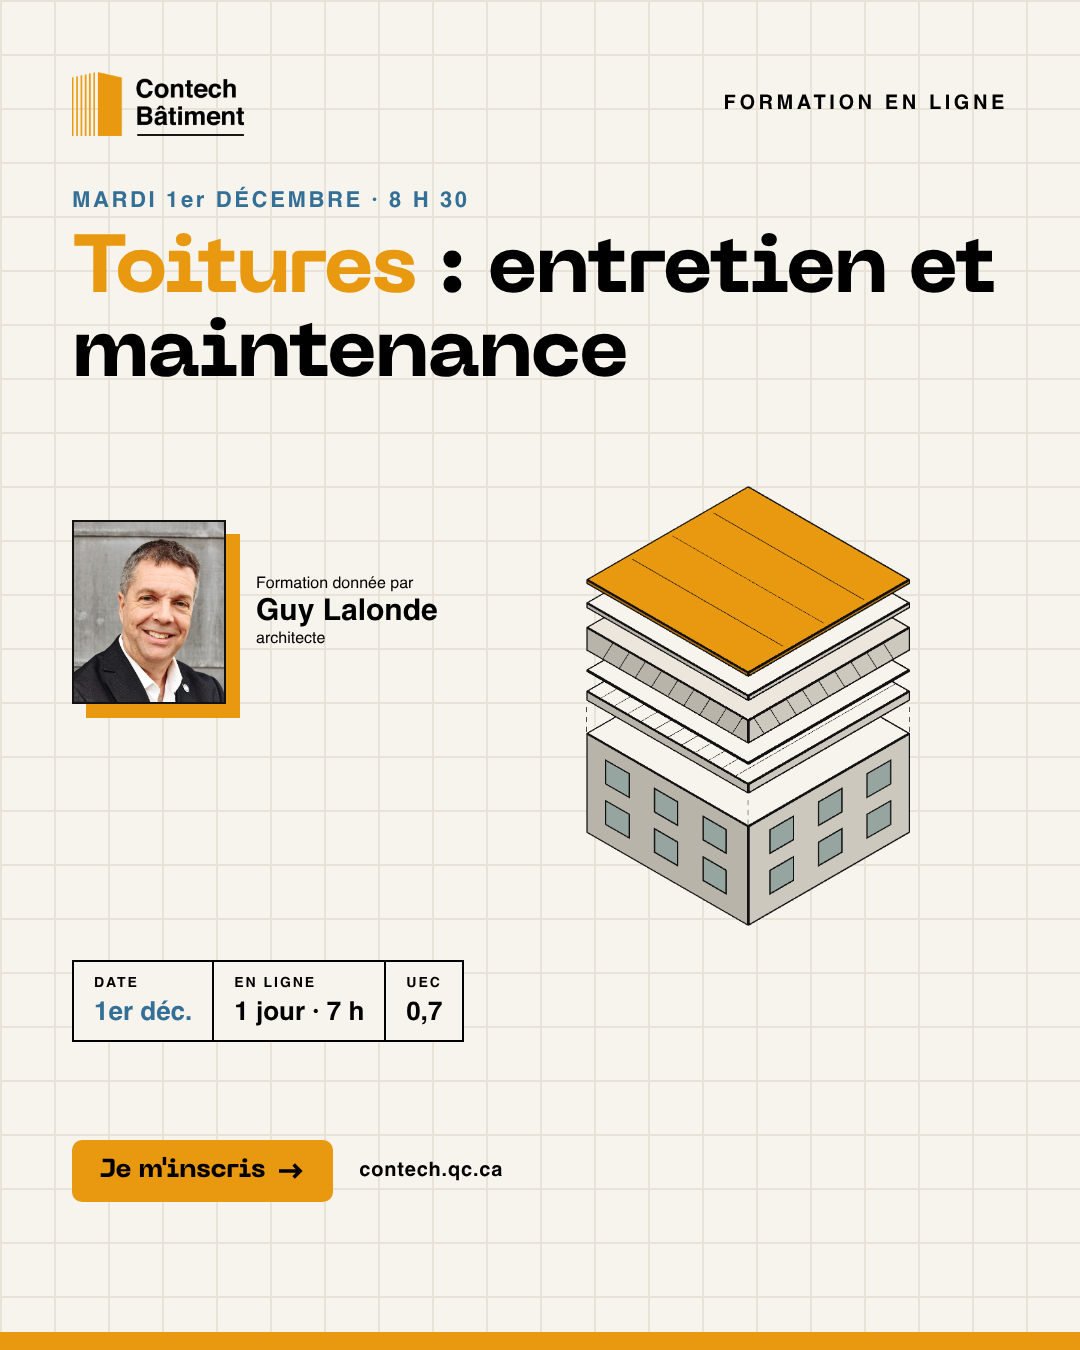 Contech
Bâtiment
FORMATION EN LIGNE
MARDI 1er DÉCEMBRE · 8 H 30
Toitures : entretien et
maintenance
Formation donnée par
Guy Lalonde
architecte
DATE
1er déc.
EN LIGNE
1 jour · 7 h
UEC
0,7
Je m'inscris →
contech.qc.ca